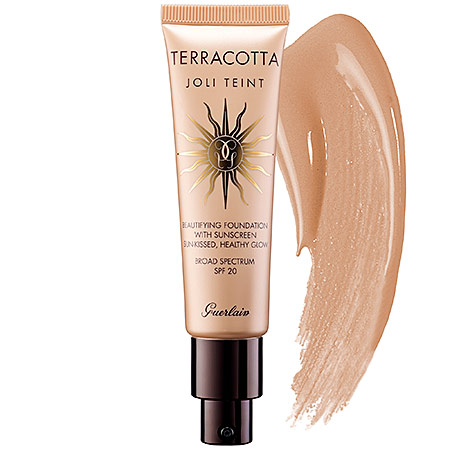 TERRACOTTA
JOLI TEINT
BEAUTIFYING FOUNDATION
WITH SUNSCREEN
SUN-KISSED, HEALTHY GLOW
BROAD SPECTRUM
SPF 20
Guerlain